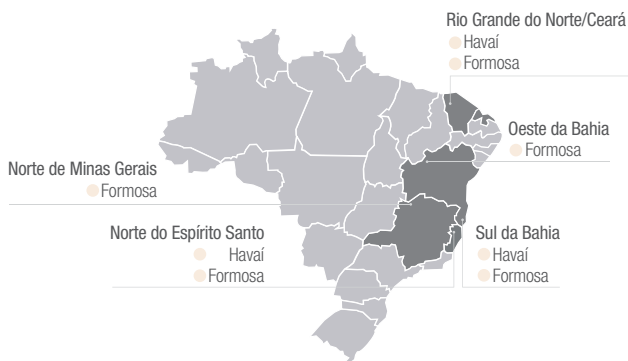 Rio Grande do Norte/Ceará
Havaí
Formosa
Oeste da Bahia
Formosa
Norte de Minas Gerais
Formosa
Norte do Espírito Santo
Havaí
Formosa
Sul da Bahia
Havaí
Formosa